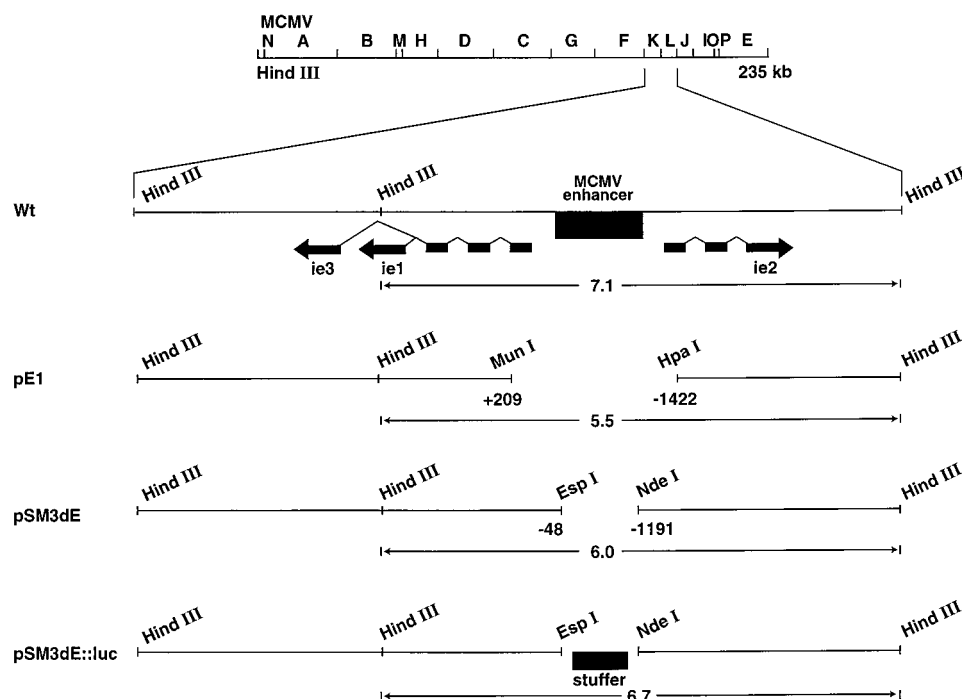 MCMV
N A B M H D C G F K L J I O P E
Hind III 235 kb
Hind III Hind III MCMV enhancer Hind III
Wt
ie3 ie1 ie2
7.1
Hind III Hind III Mun I Hpa I Hind III
pE1
+209 -1422
5.5
Hind III Hind III Esp I Nde I Hind III
pSM3dE
-48 -1191
6.0
Hind III Hind III Esp I Nde I Hind III
pSM3dE::luc
stuffer
6.7